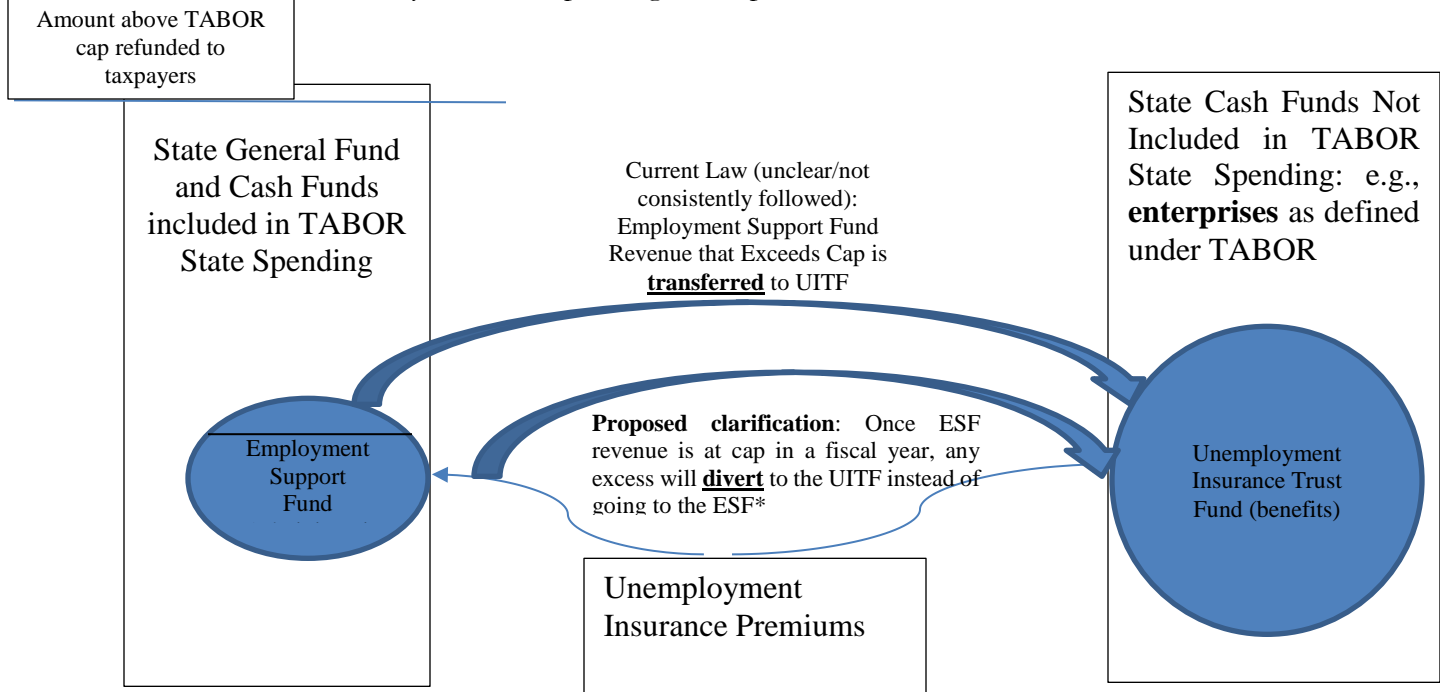 Amount above TABOR
cap refunded to
taxpayers
State General Fund
and Cash Funds
included in TABOR
State Spending
Current Law (unclear/not
consistently followed):
Employment Support Fund
Revenue that Exceeds Cap is
transferred to UITF
State Cash Funds Not
Included in TABOR
State Spending: e.g.,
enterprises as defined
under TABOR
Proposed clarification: Once ESF
revenue is at cap in a fiscal year, any
excess will divert to the UITF instead of
going to the ESF*
Employment
Support
Fund
Unemployment
Insurance Trust
Fund (benefits)
Unemployment
Insurance Premiums